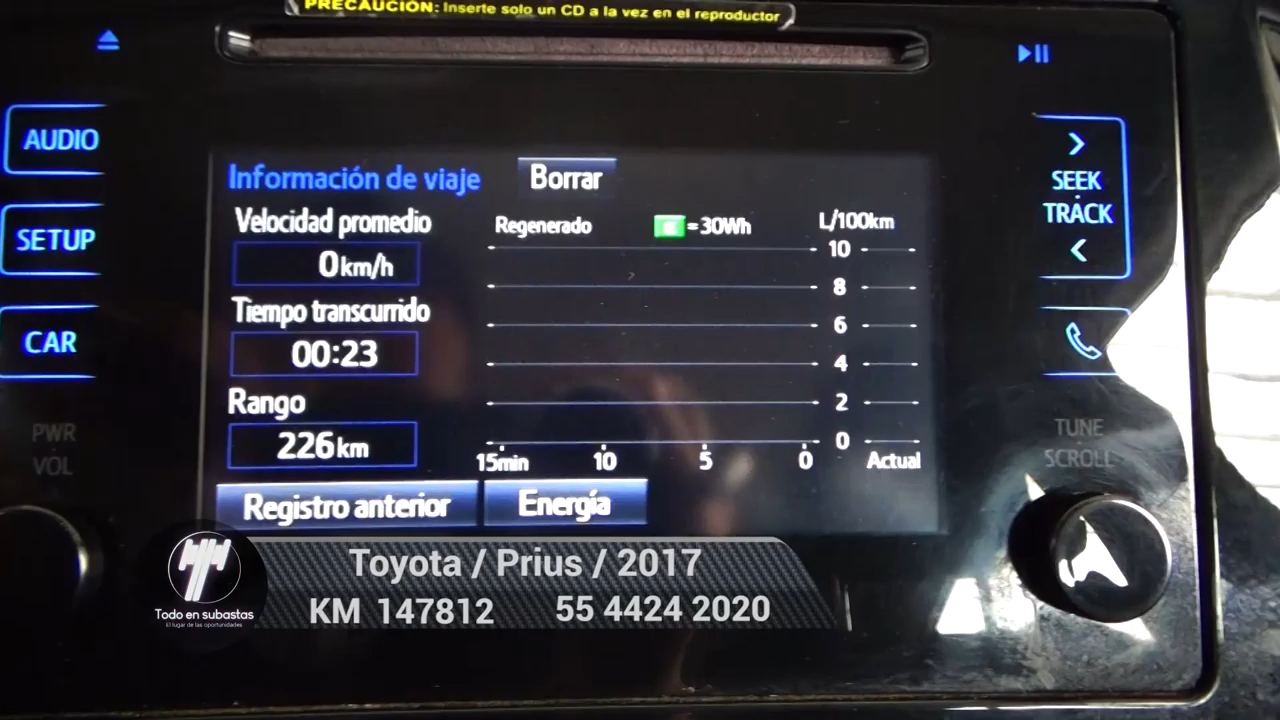 PRECAUCIÓN: Inserte solo un CD a la vez en el reproductor
AUDIO
SETUP
CAR
PWR
VOL
Información de viaje
Borrar
Velocidad promedio
0 km/h
Tiempo transcurrido
00:23
Rango
226 km
Regenerado
E =30Wh
L/100km
10
8
6
4
2
0
15min 10 5 0 Actual
Registro anterior
Energía
SEEK
TRACK
TUNE
SCROLL
Toyota / Prius / 2017
KM 147812 55 4424 2020
Todo en subastas
El lugar de las oportunidades